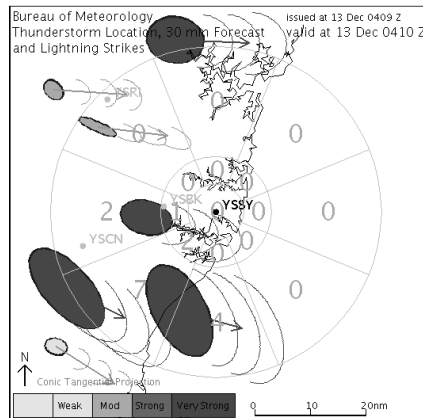 Bureau of Meteorology
Thunderstorm Location, 30 min Forecast
and Lightning Strikes
issued at 13 Dec 0409 Z
valid at 13 Dec 0410 Z
YSRI
0
0
0
2
1
YSBK
YSSY
0
0
0
YSCN
2
0
0
7
4
0
N
Conic Tangential Projection
Weak
Mod
Strong
Very Strong
0
10
20nm